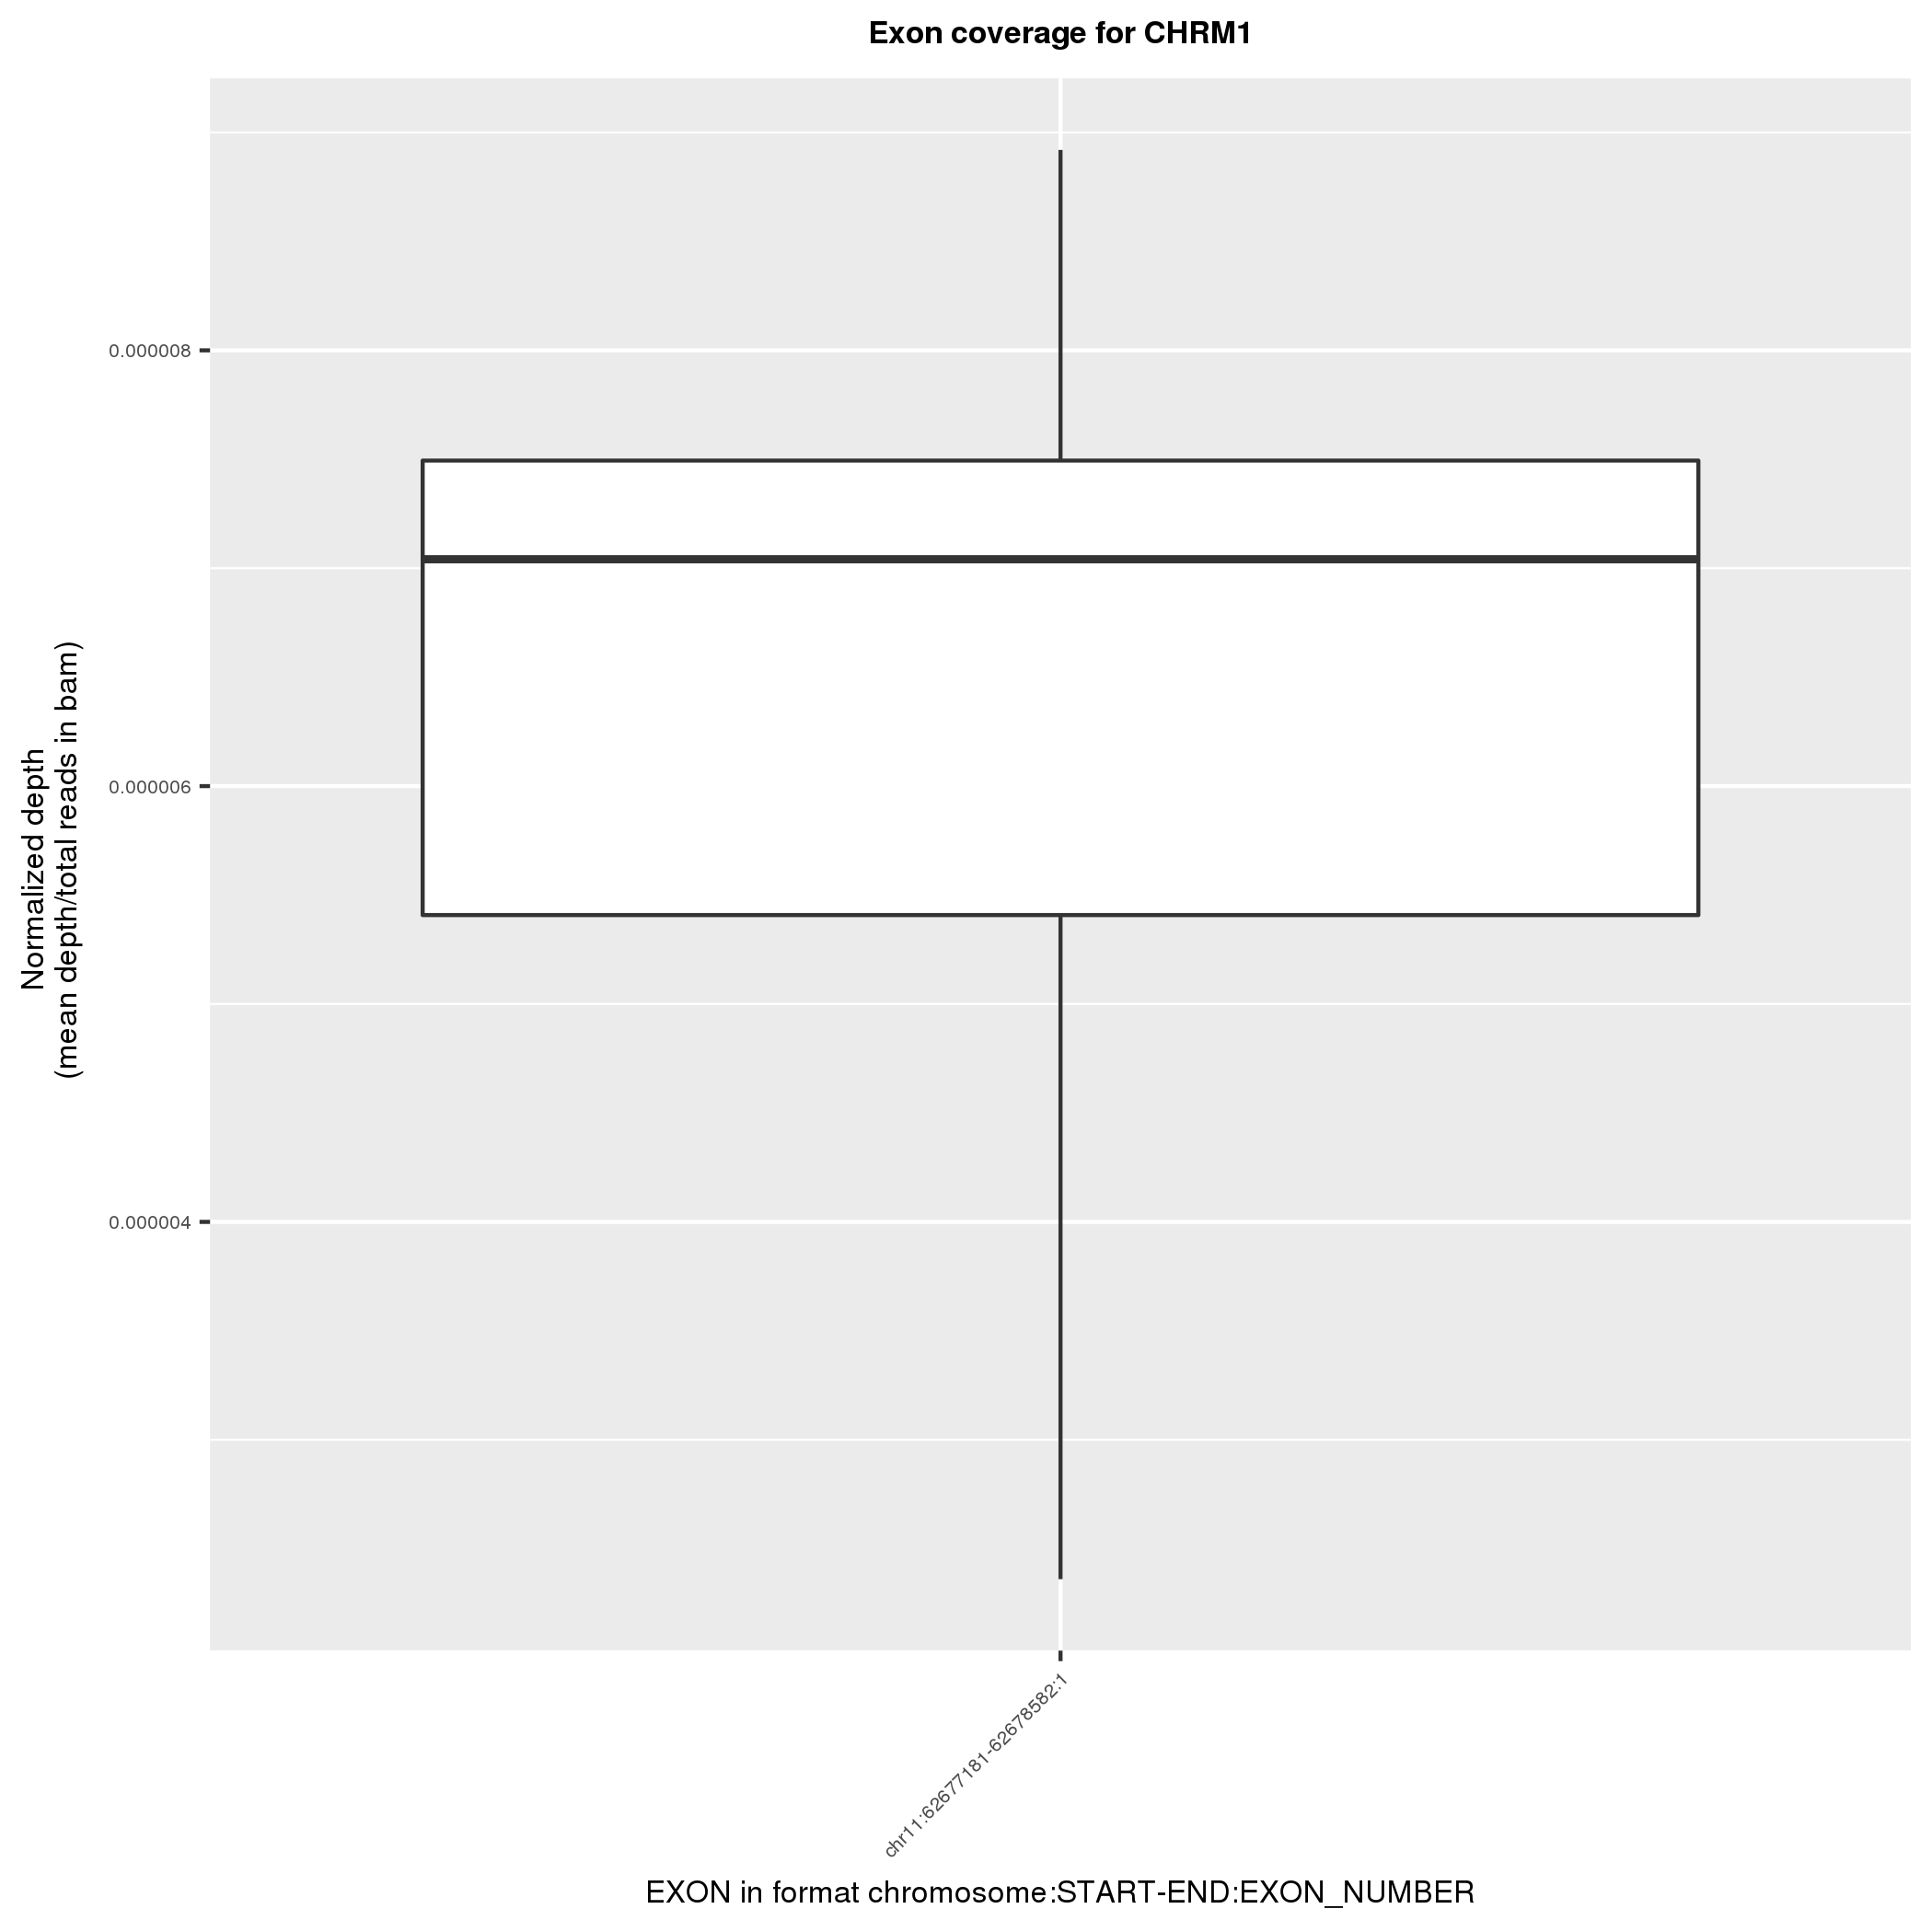 Exon coverage for CHRM1
Normalized depth
(mean depth/total reads in bam)
0.000008
0.000006
0.000004
chr11:62677181-62678582:1
EXON in format chromosome:START-END:EXON_NUMBER